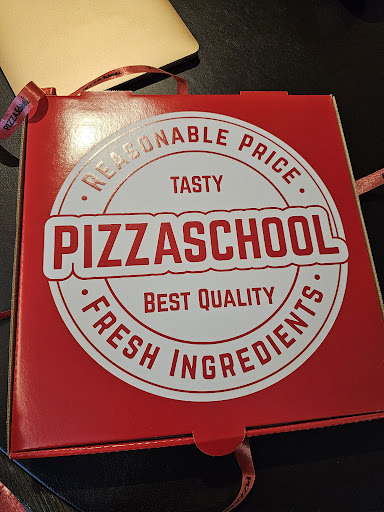 REASONABLE PRICE
TASTY
PIZZASCHOOL
BEST QUALITY
FRESH INGREDIENTS